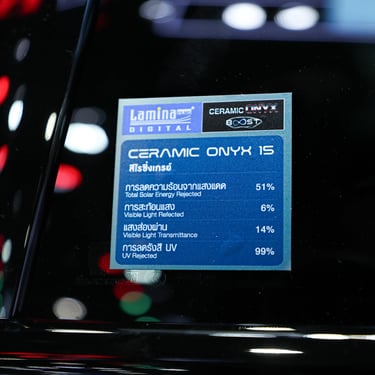 Lamina
DIGITAL
CERAMIC ONYX
BOOST
CERAMIC ONYX 15
สีไรซิ่งเกรย์
การลดความร้อนจากแสงแดด 51%
Total Solar Energy Rejected
การสะท้อนแสง 6%
Visible Light Refected
แสงส่องผ่าน 14%
Visible Light Transmittance
การลดรังสี UV 99%
UV Rejected